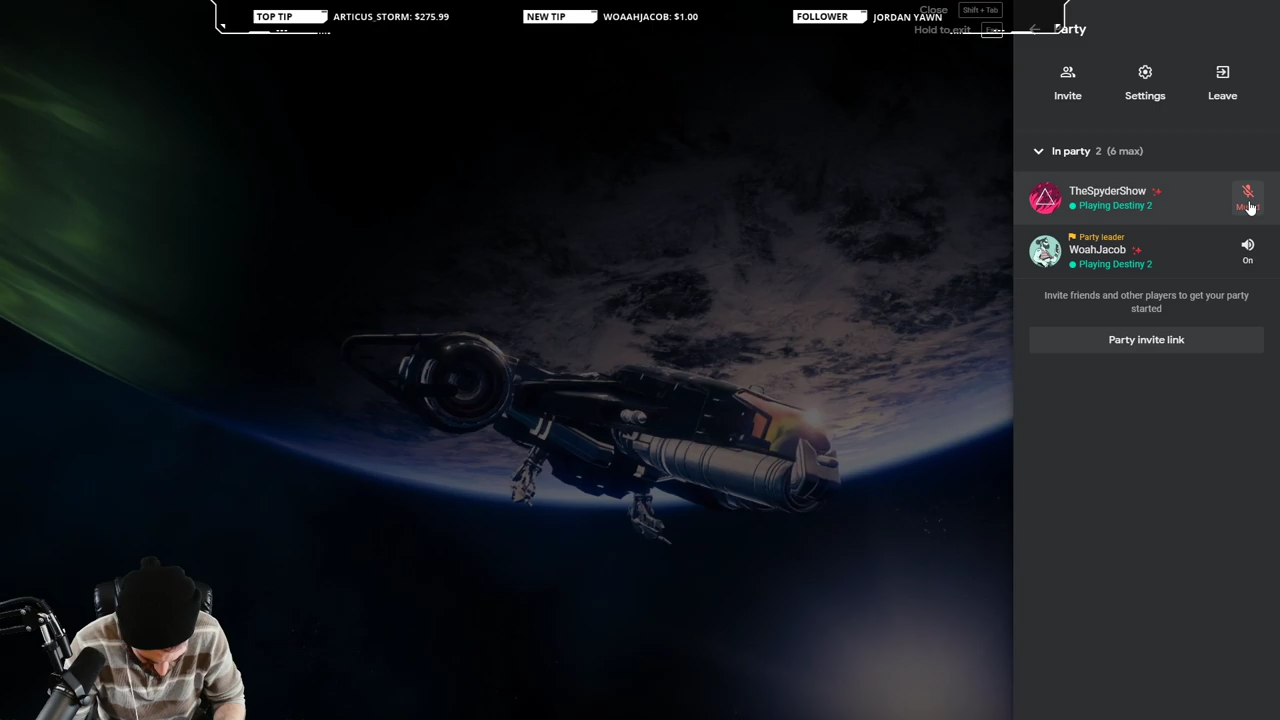 TOP TIP
ARTICUS_STORM: $275.99
NEW TIP
WOAAHJACOB: $1.00
FOLLOWER
JORDAN YAWN
Close
Shift + Tab
Hold to exit
Party
Invite
Settings
Leave
In party 2 (6 max)
TheSpyderShow
Playing Destiny 2
Party leader
WoahJacob
Playing Destiny 2
On
Invite friends and other players to get your party
started
Party invite link